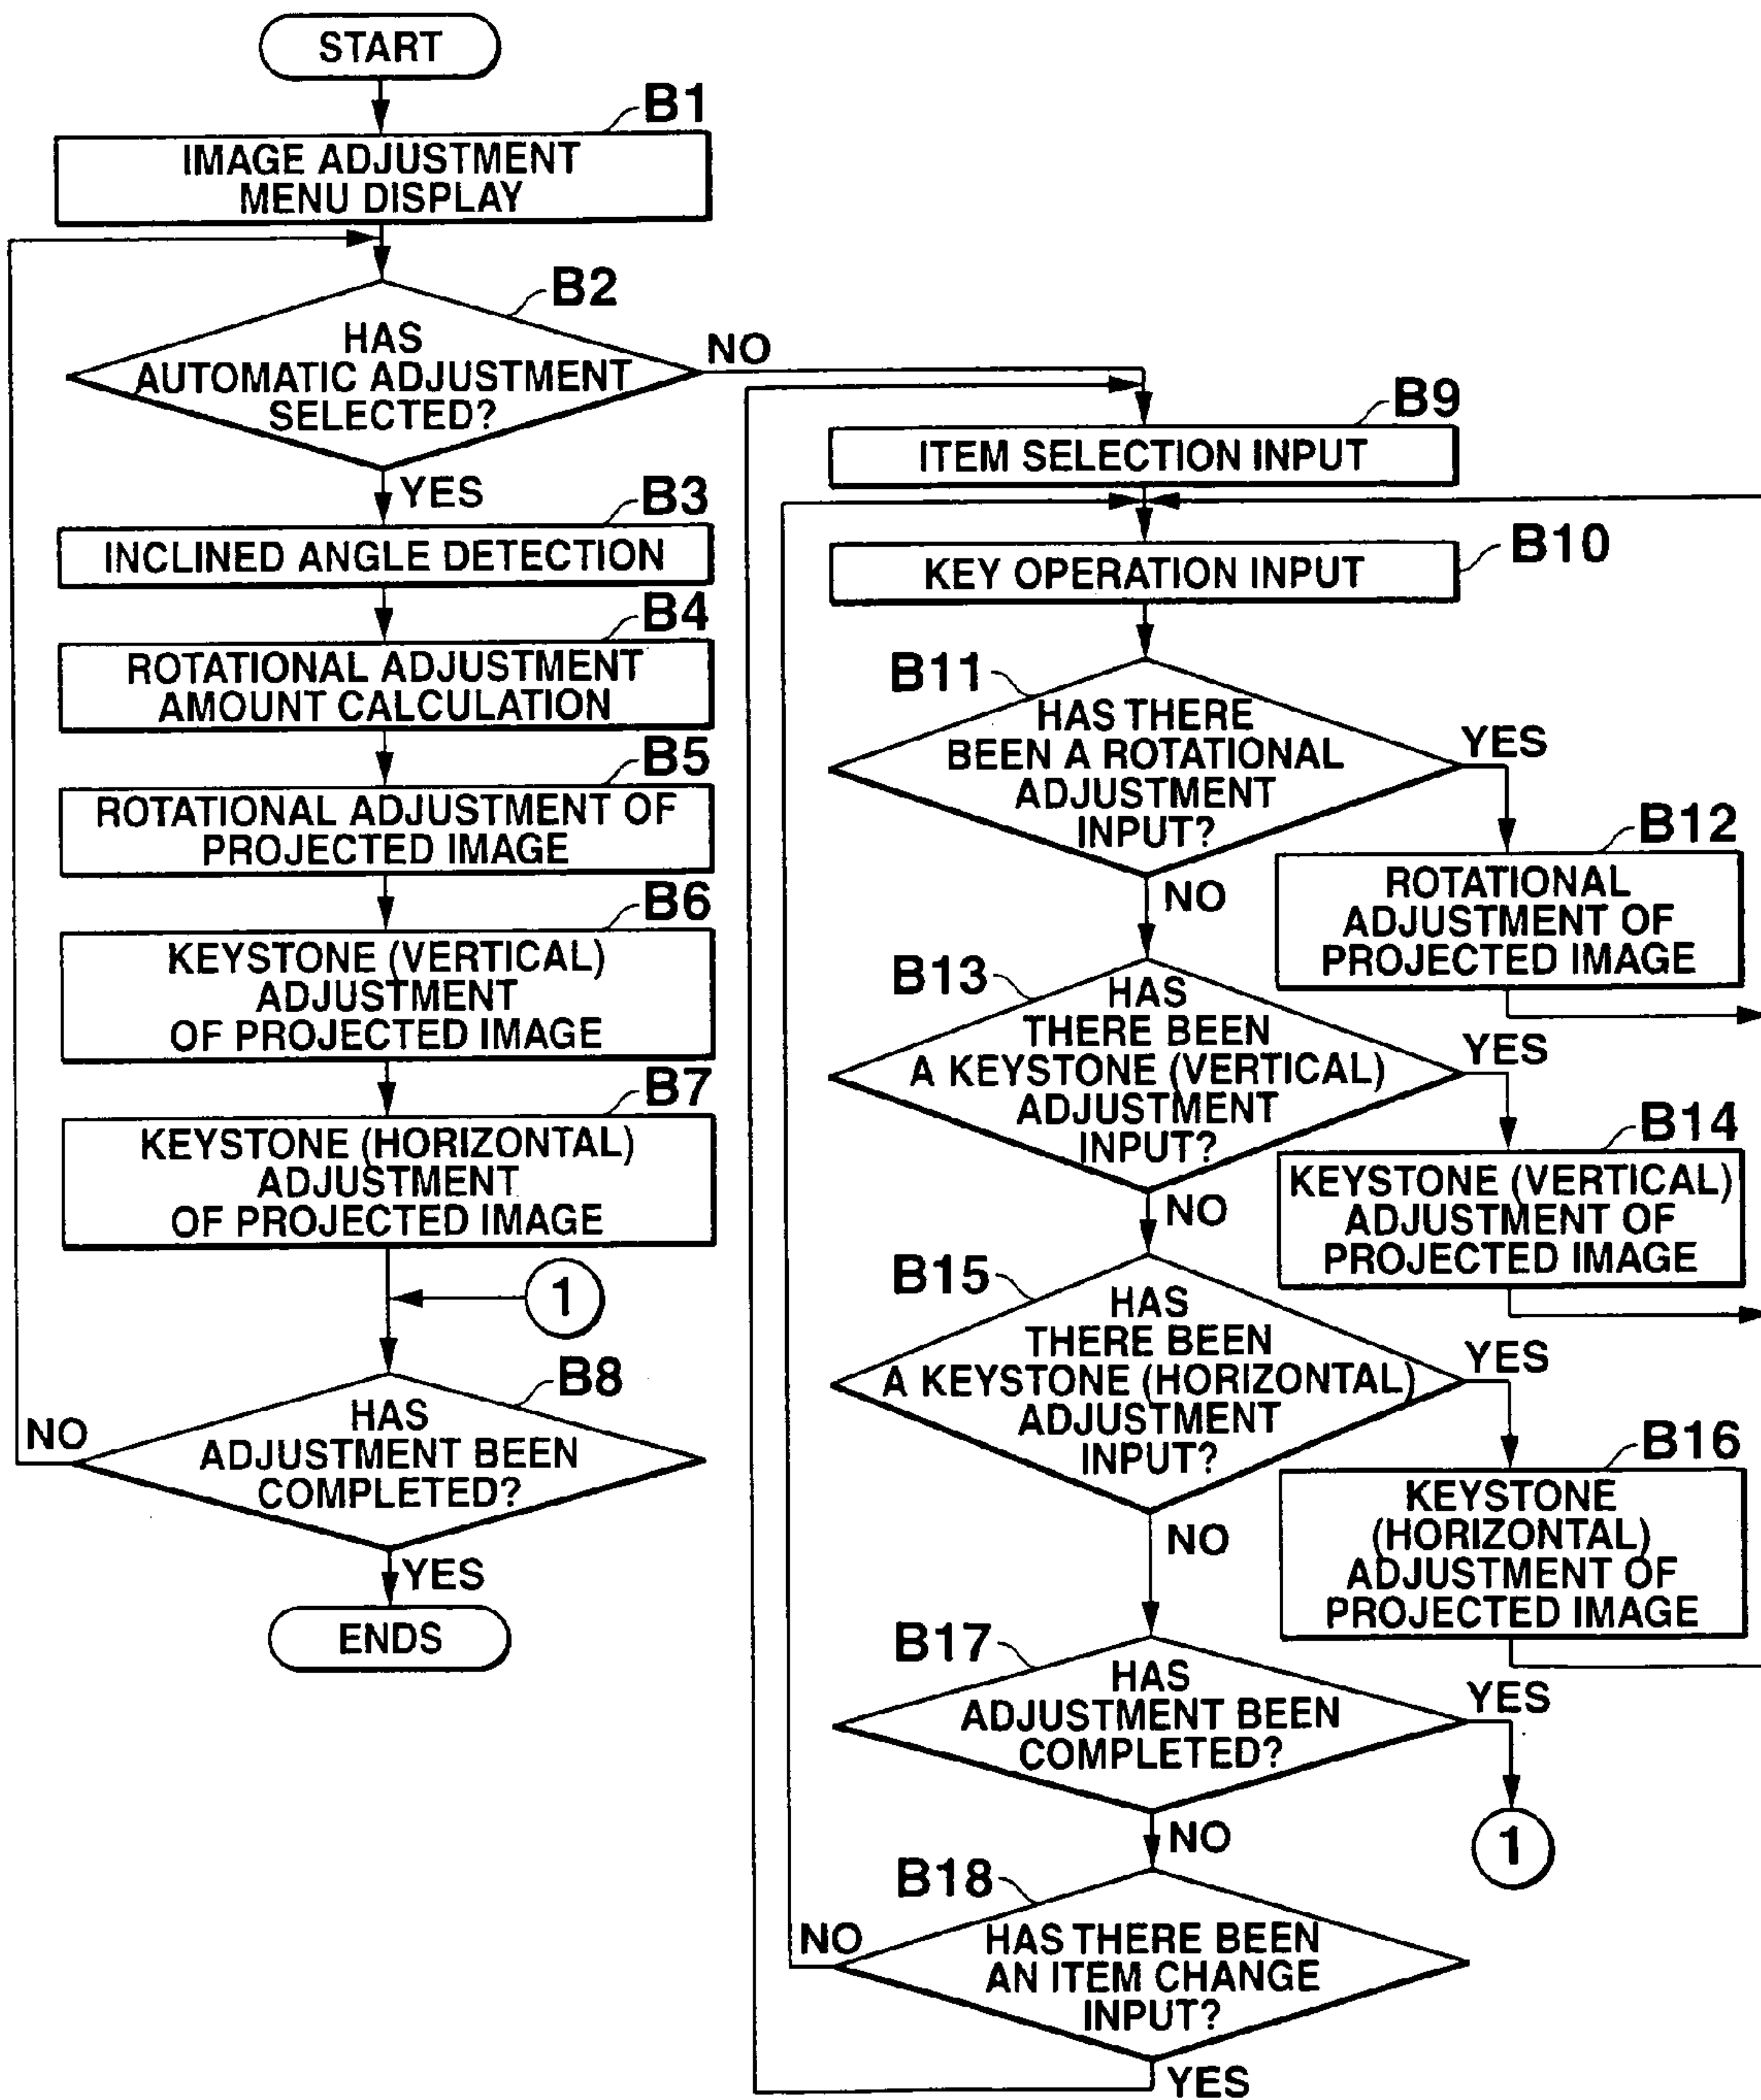 START
B1
IMAGE ADJUSTMENT
MENU DISPLAY
B2
HAS
AUTOMATIC ADJUSTMENT
SELECTED?
NO
YES
B3
INCLINED ANGLE DETECTION
B4
ROTATIONAL ADJUSTMENT
AMOUNT CALCULATION
B5
ROTATIONAL ADJUSTMENT OF
PROJECTED IMAGE
B6
KEYSTONE (VERTICAL)
ADJUSTMENT
OF PROJECTED IMAGE
B7
KEYSTONE (HORIZONTAL)
ADJUSTMENT
OF PROJECTED IMAGE
1
B8
HAS
ADJUSTMENT BEEN
COMPLETED?
NO
YES
ENDS
B9
ITEM SELECTION INPUT
B10
KEY OPERATION INPUT
B11
HAS THERE
BEEN A ROTATIONAL
ADJUSTMENT
INPUT?
YES
NO
B12
ROTATIONAL
ADJUSTMENT OF
PROJECTED IMAGE
B13
HAS
THERE BEEN
A KEYSTONE (VERTICAL)
ADJUSTMENT
INPUT?
YES
NO
B14
KEYSTONE (VERTICAL)
ADJUSTMENT OF
PROJECTED IMAGE
B15
HAS
THERE BEEN
A KEYSTONE (HORIZONTAL)
ADJUSTMENT
INPUT?
YES
NO
B16
KEYSTONE
(HORIZONTAL)
ADJUSTMENT OF
PROJECTED IMAGE
B17
HAS
ADJUSTMENT BEEN
COMPLETED?
YES
1
NO
B18
HAS THERE BEEN
AN ITEM CHANGE
INPUT?
NO
YES